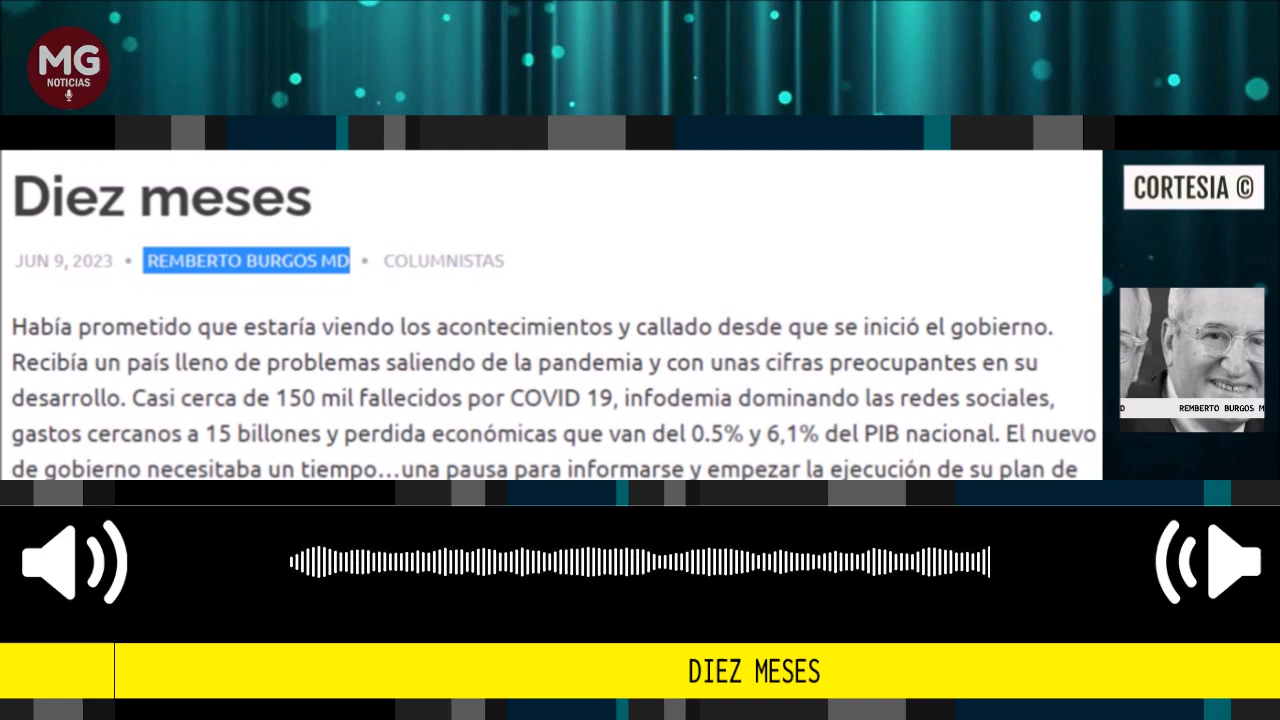 MG
NOTICIAS
Diez meses
CORTESIA ©
JUN 9, 2023 • REMBERTO BURGOS MD • COLUMNISTAS
Había prometido que estaría viendo los acontecimientos y callado desde que se inició el gobierno.
Recibía un país lleno de problemas saliendo de la pandemia y con unas cifras preocupantes en su
desarrollo. Casi cerca de 150 mil fallecidos por COVID 19, infodemia dominando las redes sociales,
gastos cercanos a 15 billones y perdida económicas que van del 0.5% y 6,1% del PIB nacional. El nuevo
de gobierno necesitaba un tiempo…una pausa para informarse y empezar la ejecución de su plan de
D REMBERTO BURGOS M
DIEZ MESES